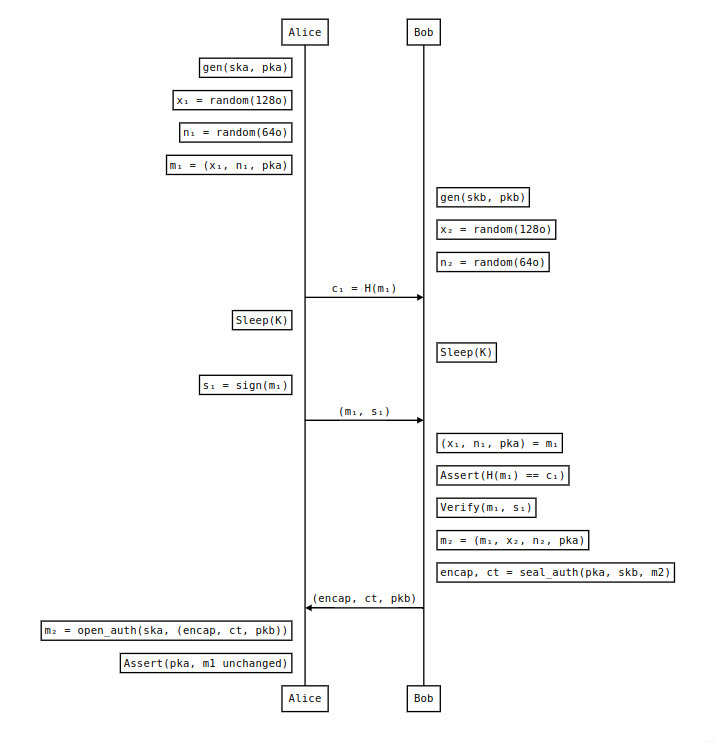 Alice Bob
gen(ska, pka)
x₁ = random(128o)
n₁ = random(64o)
m₁ = (x₁, n₁, pka)
gen(skb, pkb)
x₂ = random(128o)
n₂ = random(64o)
c₁ = H(m₁)
Sleep(K)
Sleep(K)
s₁ = sign(m₁)
(m₁, s₁)
(x₁, n₁, pka) = m₁
Assert(H(m₁) == c₁)
Verify(m₁, s₁)
m₂ = (m₁, x₂, n₂, pka)
encap, ct = seal_auth(pka, skb, m2)
(encap, ct, pkb)
m₂ = open_auth(ska, (encap, ct, pkb))
Assert(pka, m1 unchanged)
Alice Bob